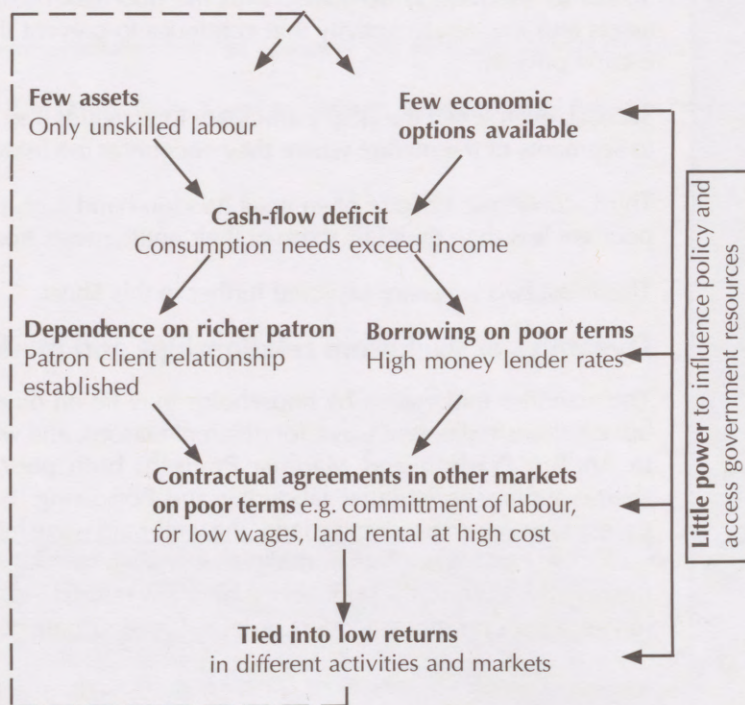 Few assets
Only unskilled labour
Few economic
options available
Cash-flow deficit
Consumption needs exceed income
Dependence on richer patron
Patron client relationship
established
Borrowing on poor terms
High money lender rates
Contractual agreements in other markets
on poor terms e.g. committment of labour,
for low wages, land rental at high cost
Tied into low returns
in different activities and markets
Little power to influence policy and
access government resources